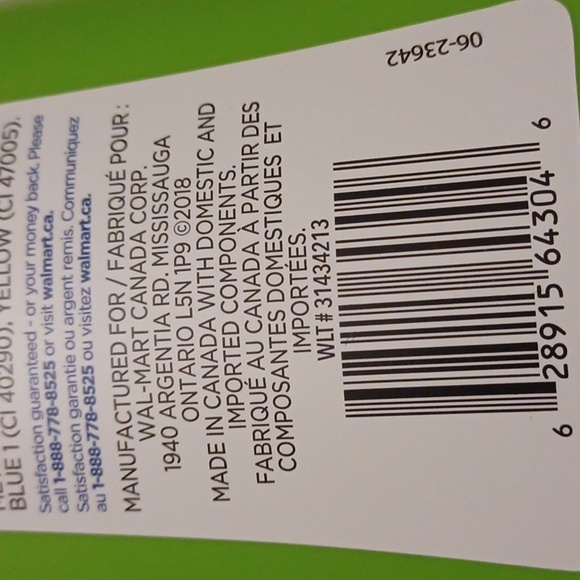 BLUE 1 (CI 40290), YELLOW (CI 47005).
Satisfaction guaranteed - or your money back. Please
call 1-888-778-8525 or visit walmart.ca.
Satisfaction garantie ou argent remis. Communiquez
au 1-888-778-8525 ou visitez walmart.ca.
MANUFACTURED FOR / FABRIQUÉ POUR :
WAL-MART CANADA CORP.
1940 ARGENTIA RD. MISSISSAUGA
ONTARIO L5N 1P9 ©2018
MADE IN CANADA WITH DOMESTIC AND
IMPORTED COMPONENTS.
FABRIQUÉ AU CANADA À PARTIR DES
COMPOSANTES DOMESTIQUES ET
IMPORTÉES.
WLT# 31434213
6 28915 64304 6
06-23642